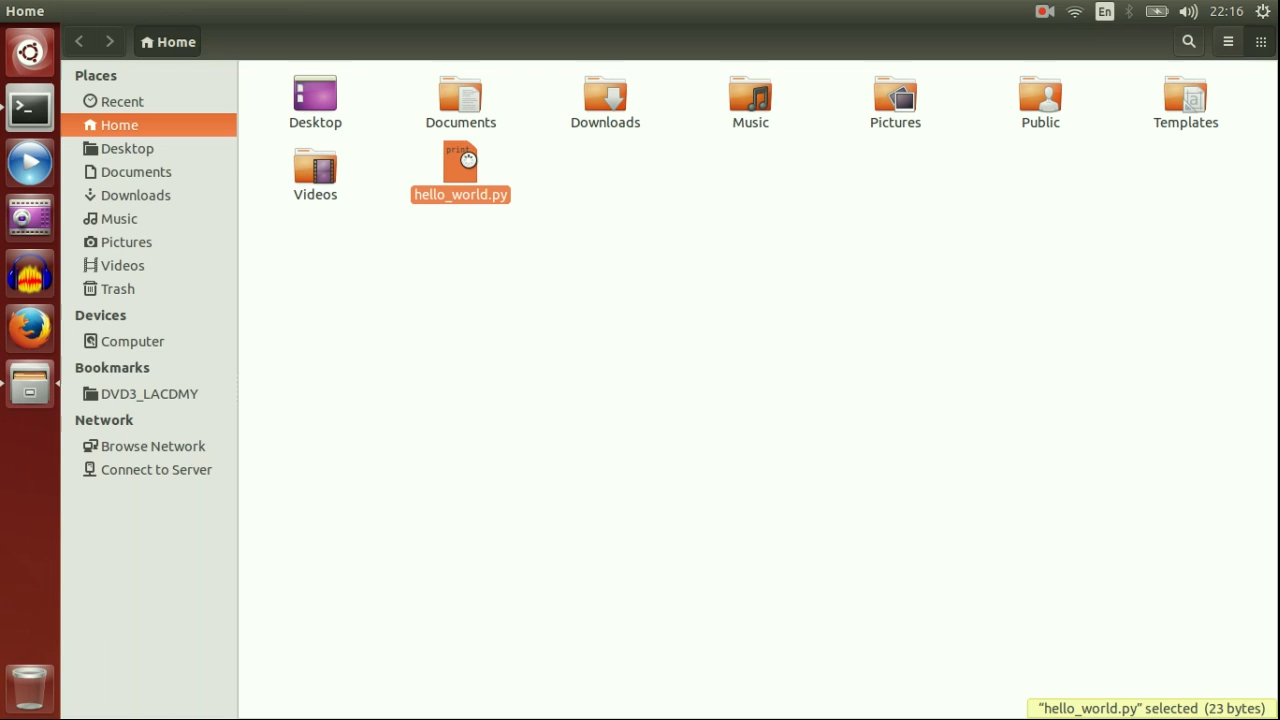 Home
En
22:16
Home
Places
Recent
Home
Desktop
Documents
Downloads
Music
Pictures
Videos
Trash
Devices
Computer
Bookmarks
DVD3_LACDMY
Network
Browse Network
Connect to Server
Desktop
Documents
Downloads
Music
Pictures
Public
Templates
Videos
print
hello_world.py
“hello_world.py” selected (23 bytes)